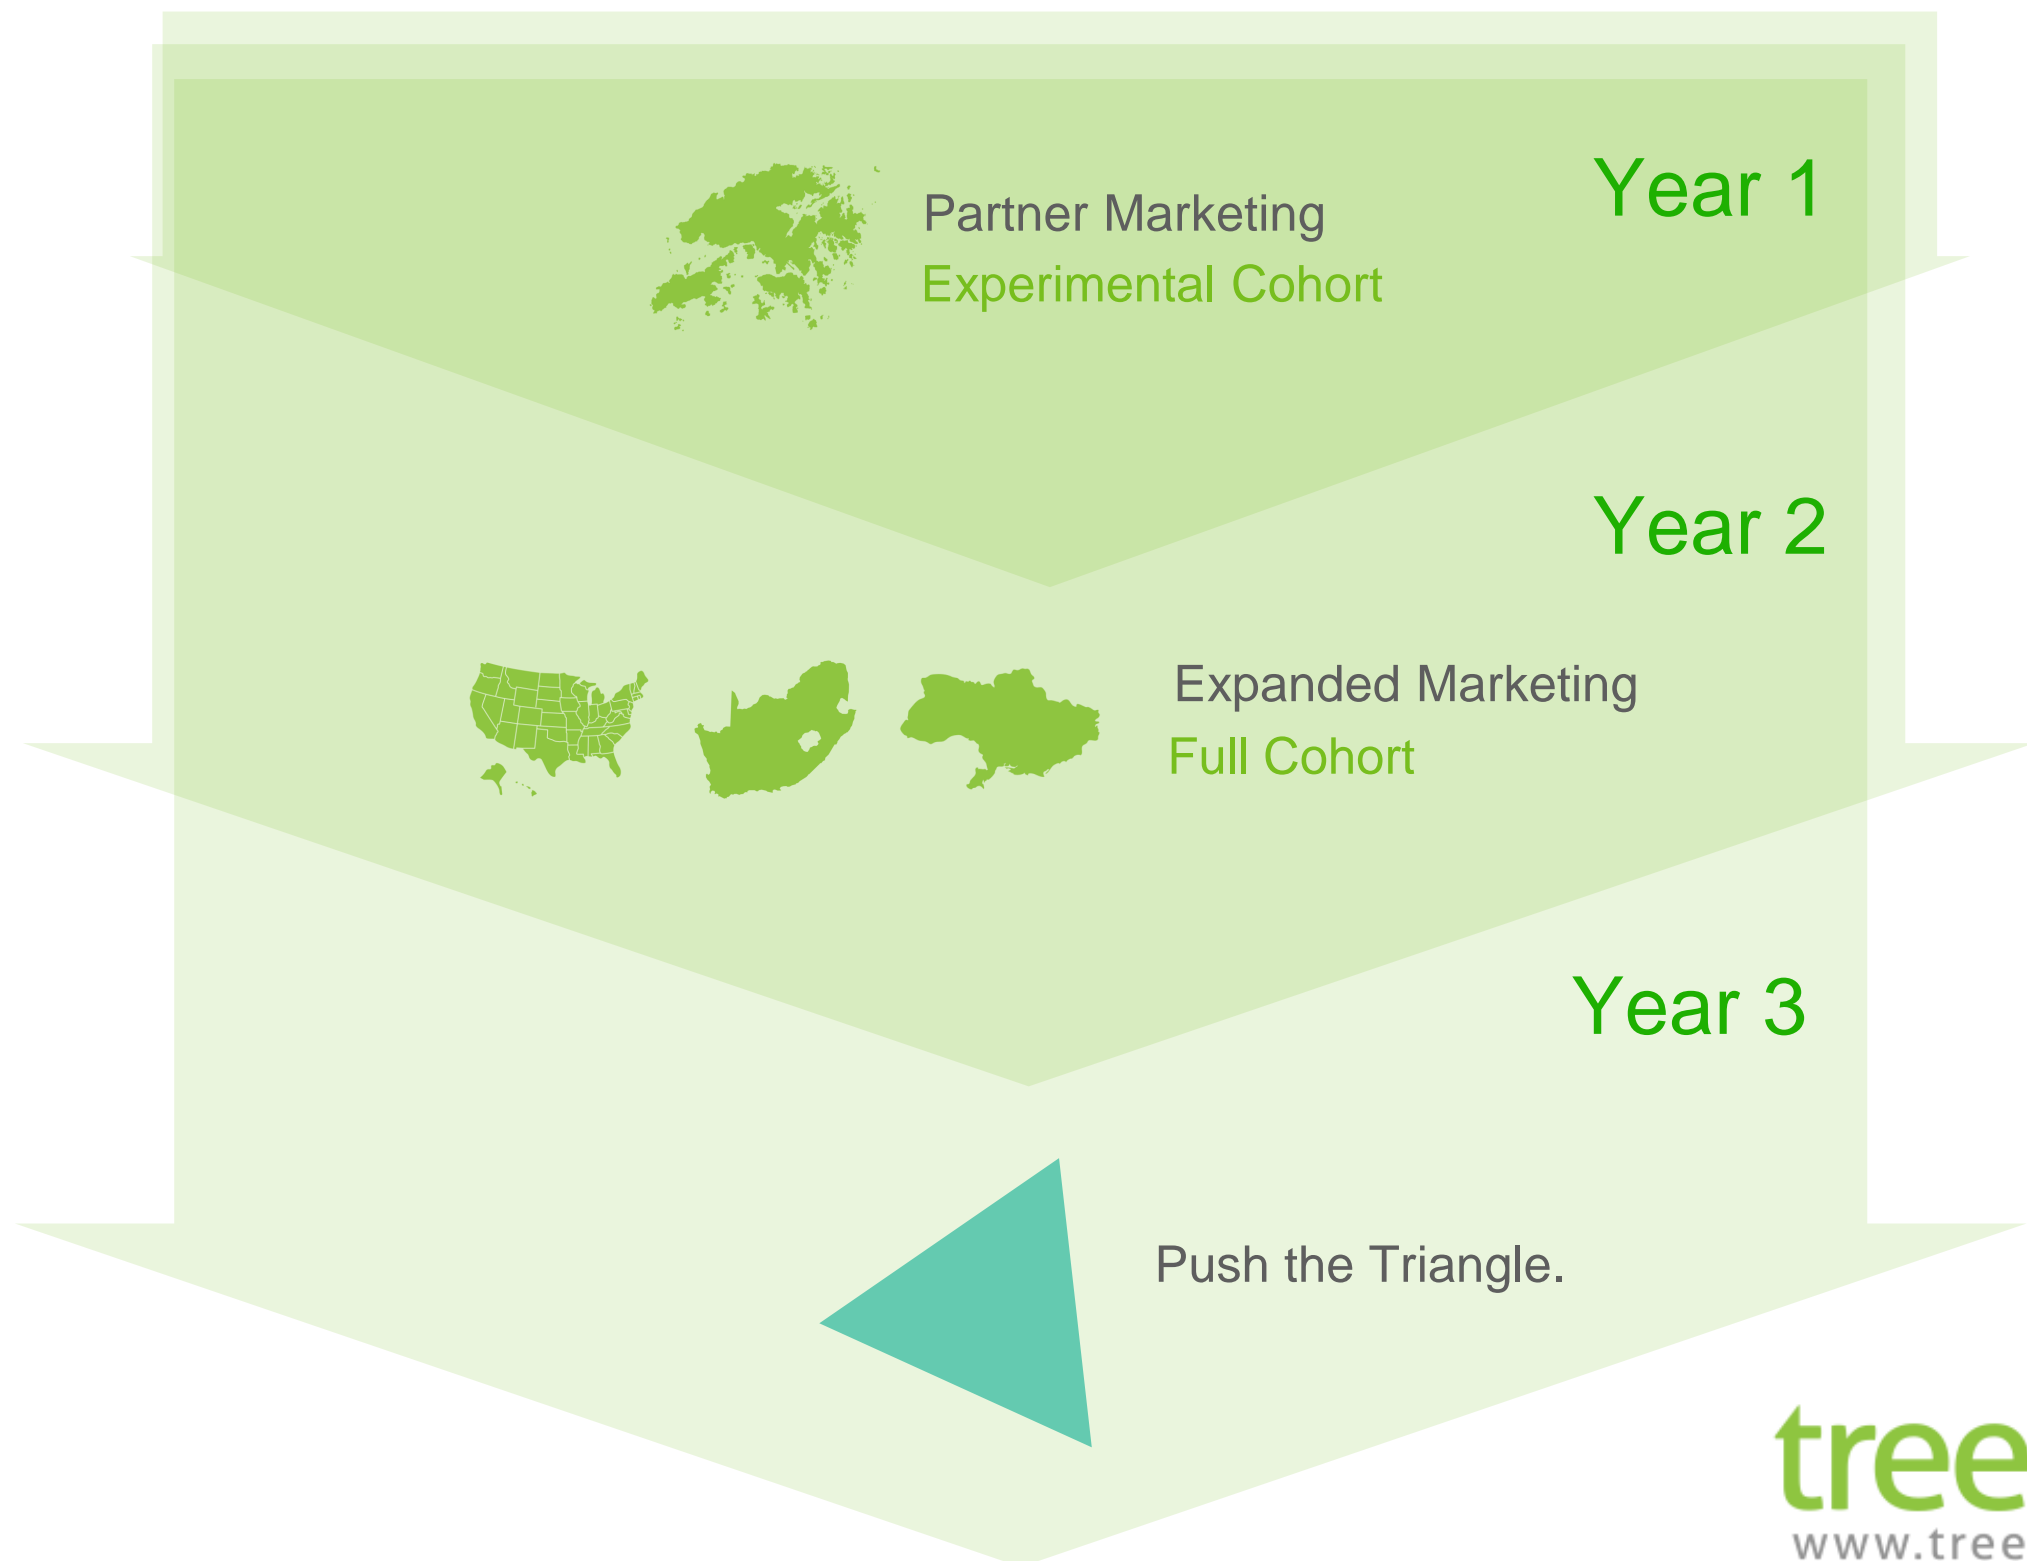 Year 1
Partner Marketing
Experimental Cohort
Year 2
Expanded Marketing
Full Cohort
Year 3
Push the Triangle.
tree
www.tree